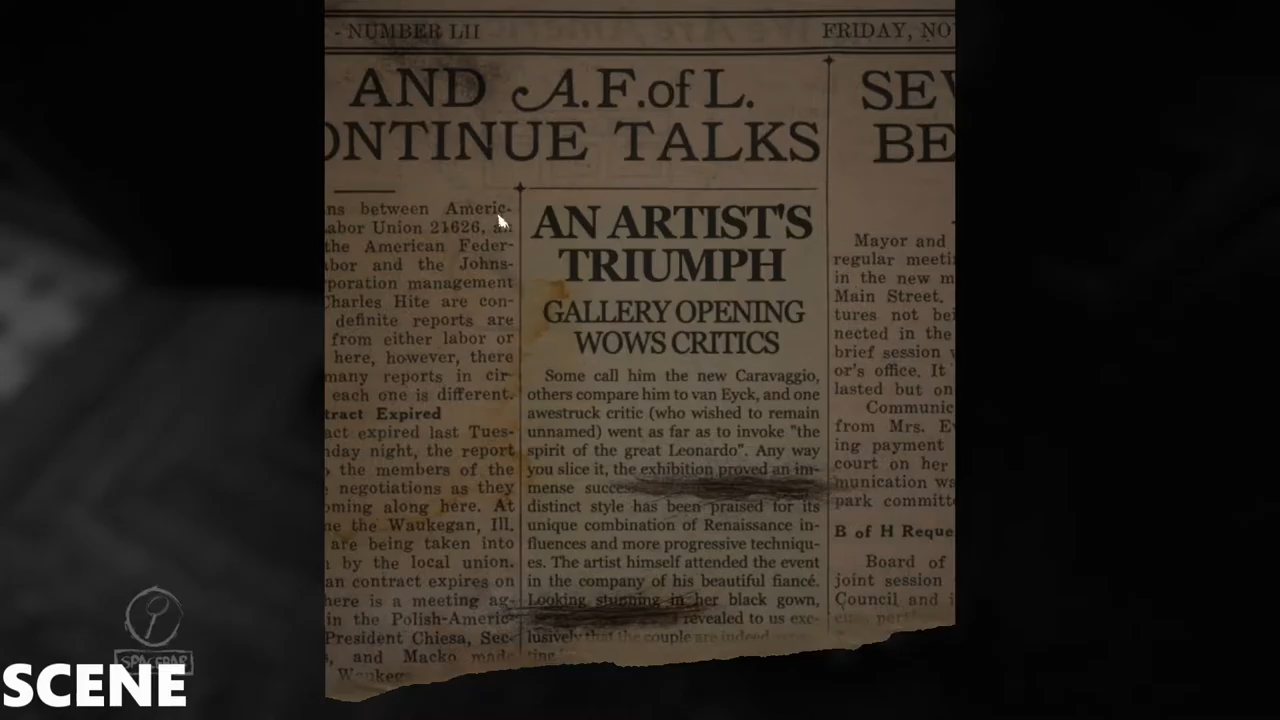 - NUMBER LII
FRIDAY, NO
AND A.F.of L.
ONTINUE TALKS
SE
BE
ns between Americ-
abor Union 21626, an
the American Feder-
bor and the Johns-
poration management
Charles Hite are con-
definite reports are
from either labor or
here, however, there
many reports in cir-
each one is different.
tract Expired
act expired last Tues-
day night, the report
the members of the
negotiations as they
oming along here. At
ne the Waukegan, Ill.
are being taken into
by the local union.
an contract expires on
here is a meeting ag-
in the Polish-Americ-
President Chiesa, Sec-
, and Macko made
Waukeg
AN ARTIST'S
TRIUMPH
GALLERY OPENING
WOWS CRITICS
Some call him the new Caravaggio,
others compare him to van Eyck, and one
awestruck critic (who wished to remain
unnamed) went as far as to invoke "the
spirit of the great Leonardo". Any way
you slice it, the exhibition proved an im-
mense succes
distinct style has been praised for its
unique combination of Renaissance in-
fluences and more progressive techniqu-
es. The artist himself attended the event
in the company of his beautiful fiancé.
Looking stunning in her black gown,
revealed to us exc-
lusively that the couple are indeed
ting
Mayor and
regular meeti
in the new m
Main Street.
tures not bei
nected in the
brief session
or's office. It
lasted but on
Communic
from Mrs. E
ing payment
court on her
munication wa
park committe
B of H Reque
Board of
joint session
Council and
SPACEBAR
SCENE